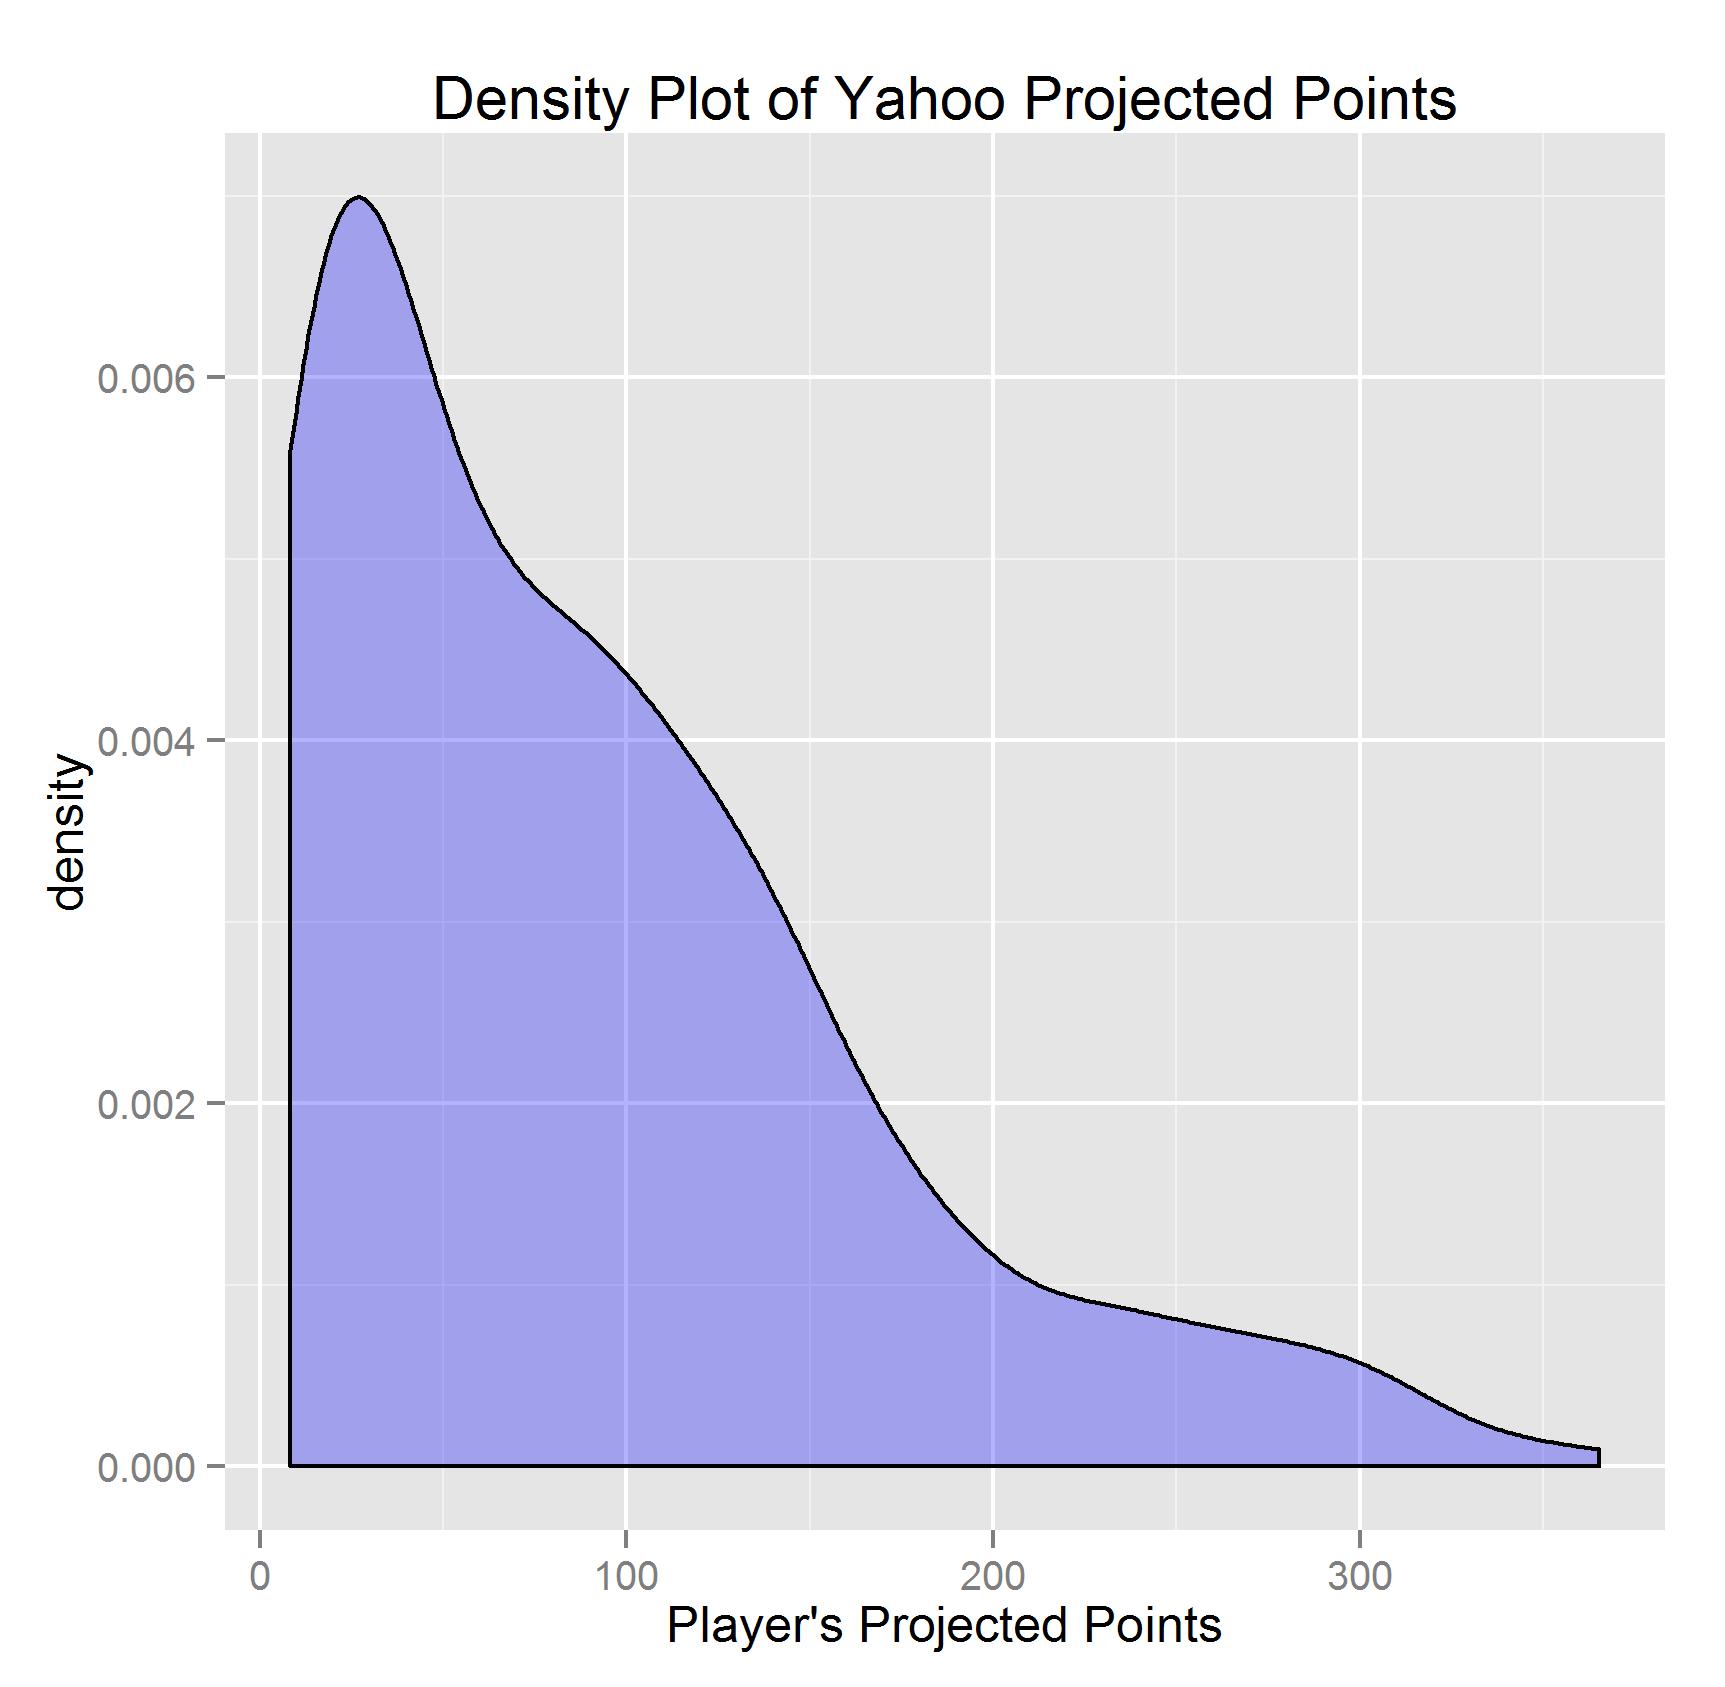 Density Plot of Yahoo Projected Points
density
0.006
0.004
0.002
0.000
0 100 200 300
Player's Projected Points